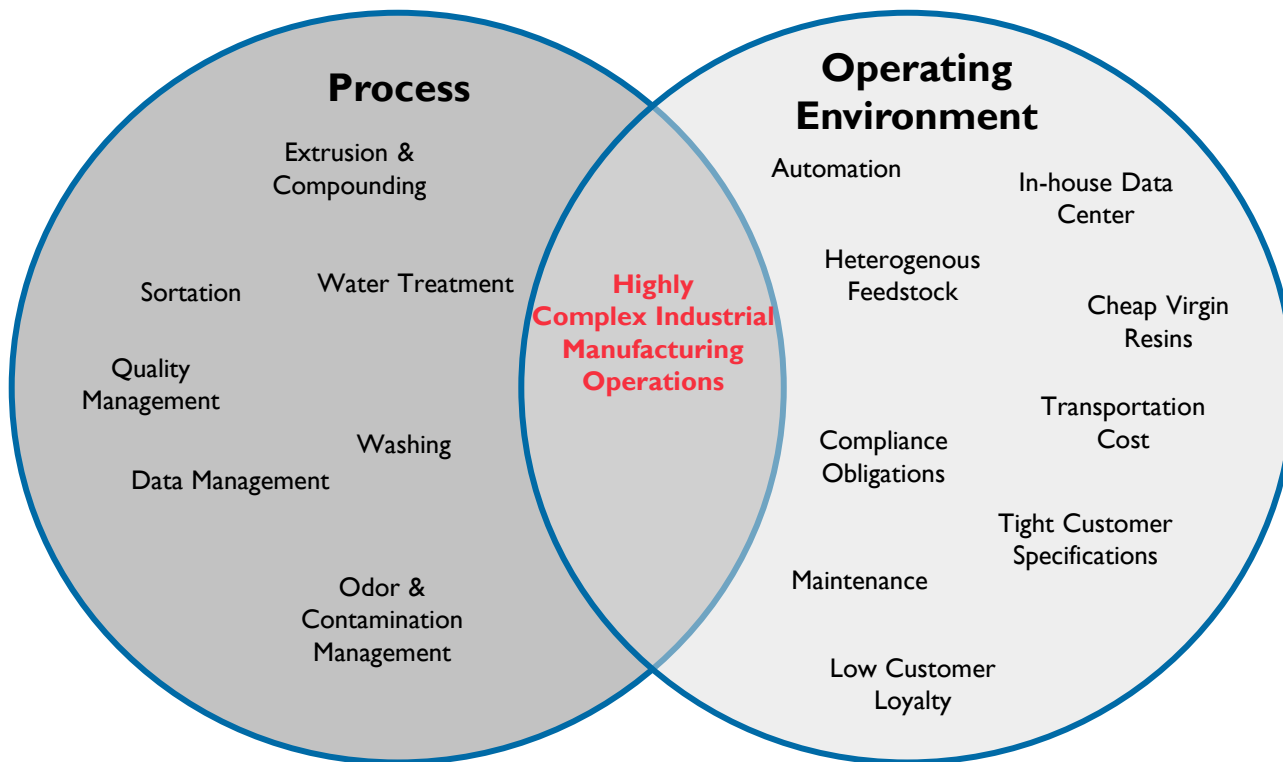 Process
Extrusion &
Compounding
Sortation
Water Treatment
Quality
Management
Washing
Data Management
Odor &
Contamination
Management
Highly
Complex Industrial
Manufacturing
Operations
Operating
Environment
Automation
In-house Data
Center
Heterogenous
Feedstock
Cheap Virgin
Resins
Transportation
Cost
Compliance
Obligations
Tight Customer
Specifications
Maintenance
Low Customer
Loyalty